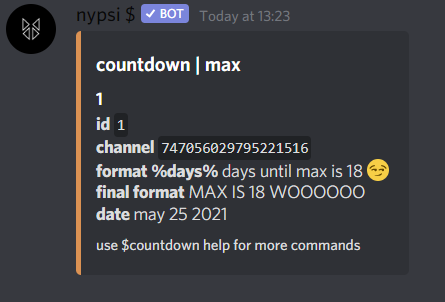 nypsi $ ✓ BOT Today at 13:23
countdown | max
1
id 1
channel 747056029795221516
format %days% days until max is 18 😏
final format MAX IS 18 WOOOOOO
date may 25 2021
use $countdown help for more commands